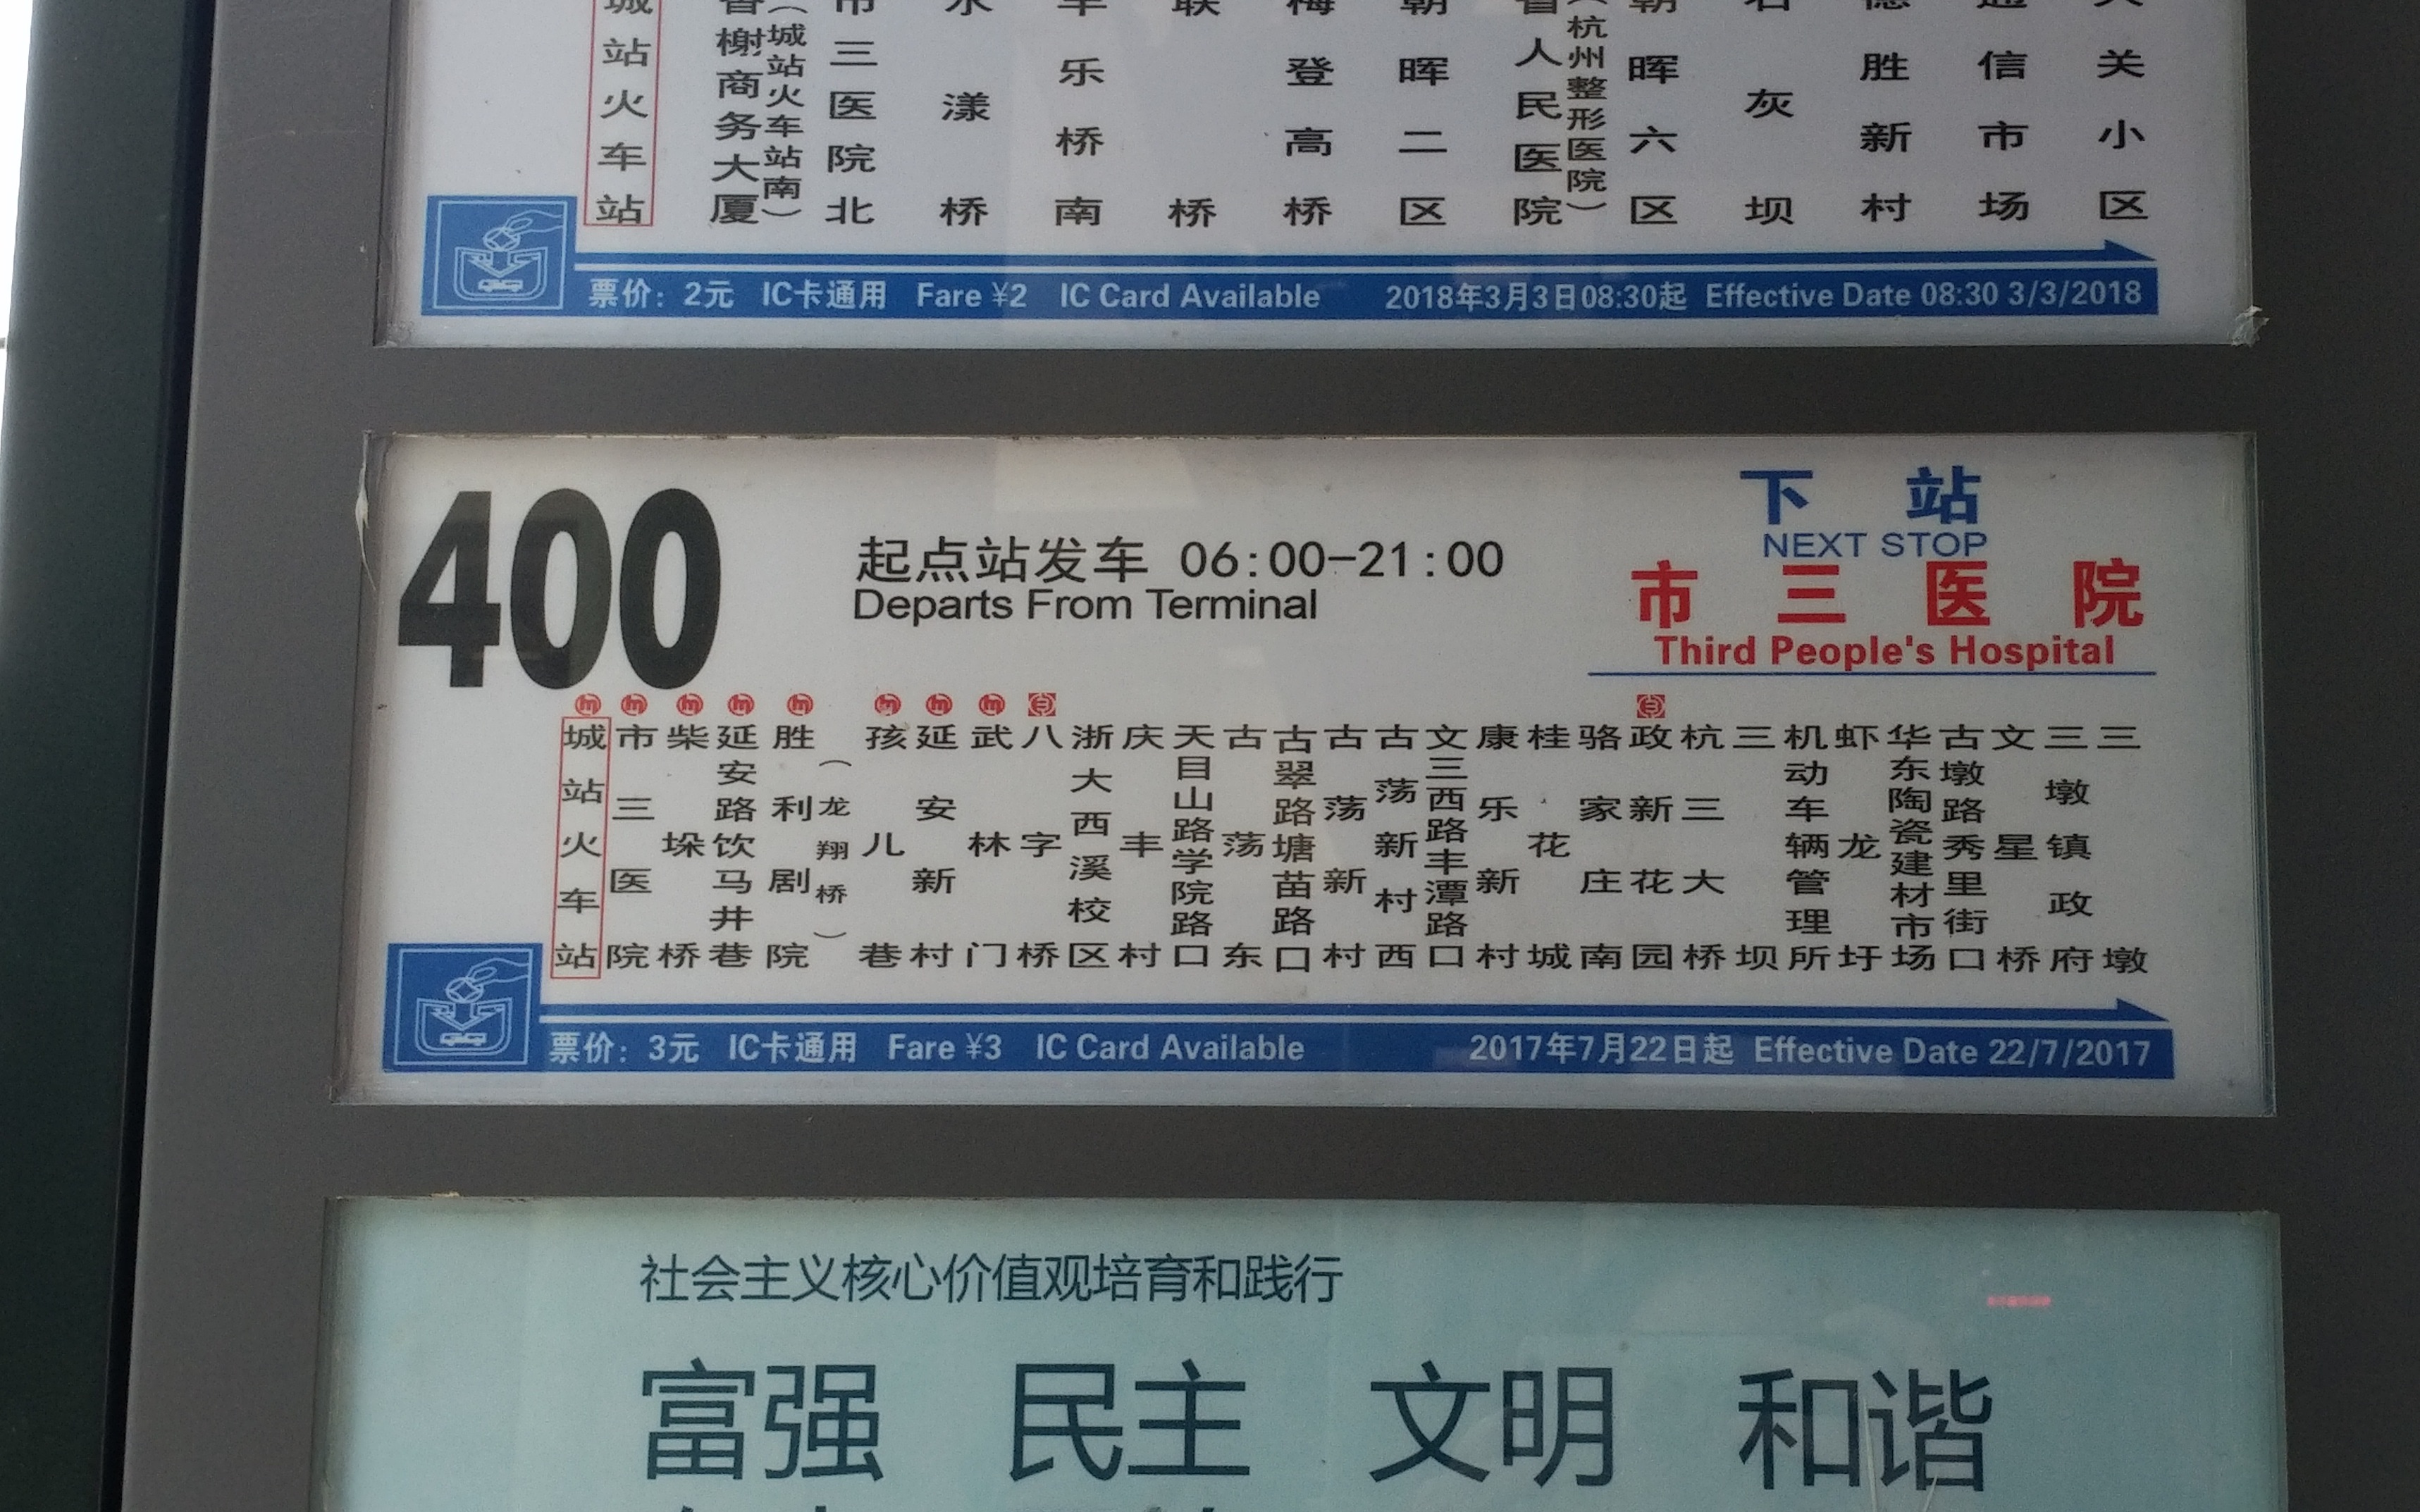 城站火车站
香榭商务大厦（城站火车站南）
市三医院北
水漾桥
丰乐桥南
联桥
梅登高桥
朝晖二区
省人民医院（杭州整形医院）
朝晖六区
石灰坝
德胜新村
通信市场
大关小区
票价：2元 IC卡通用 Fare ¥2 IC Card Available 2018年3月3日08:30起 Effective Date 08:30 3/3/2018
400
起点站发车 06:00-21:00
Departs From Terminal
下站
NEXT STOP
市三医院
Third People's Hospital
城站火车站
市三医院
柴垛桥
延安路饮马井巷
胜利剧院（龙翔桥）
孩儿巷
延安新村
武林门
八字桥
浙大西溪校区
庆丰村
天目山路学院路口
古荡东
古翠路塘苗路口
古荡新村
古荡新村西
文三西路丰潭路口
康乐新村
桂花城
骆家庄南
政新花园
杭三大桥
三坝
机动车辆管理所
虾龙圩
华东陶瓷建材市场
古墩路秀里街口
文星桥
三墩镇政府
三墩
票价：3元 IC卡通用 Fare ¥3 IC Card Available 2017年7月22日起 Effective Date 22/7/2017
社会主义核心价值观培育和践行
富强 民主 文明 和谐